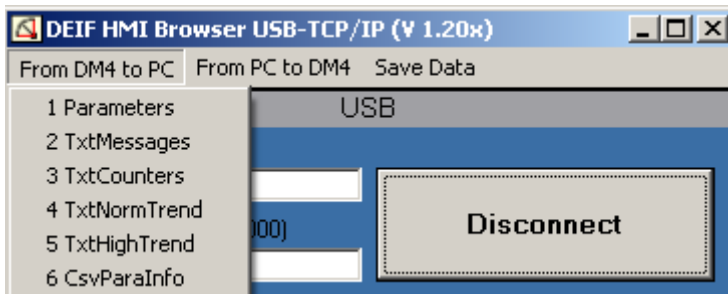 DEIF HMI Browser USB-TCP/IP (V 1.20x)
From DM4 to PC From PC to DM4 Save Data
1 Parameters
USB
2 TxtMessages
3 TxtCounters
4 TxtNormTrend
000)
Disconnect
5 TxtHighTrend
6 CsvParaInfo